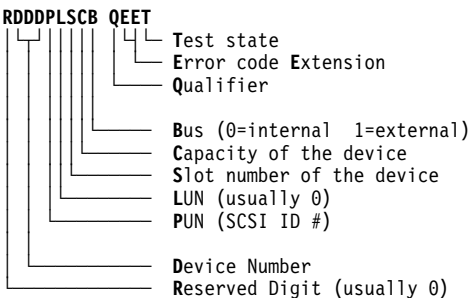 RDDDPLSCB QEET
Test state
Error code Extension
Qualifier
Bus (0=internal 1=external)
Capacity of the device
Slot number of the device
LUN (usually 0)
PUN (SCSI ID #)
Device Number
Reserved Digit (usually 0)